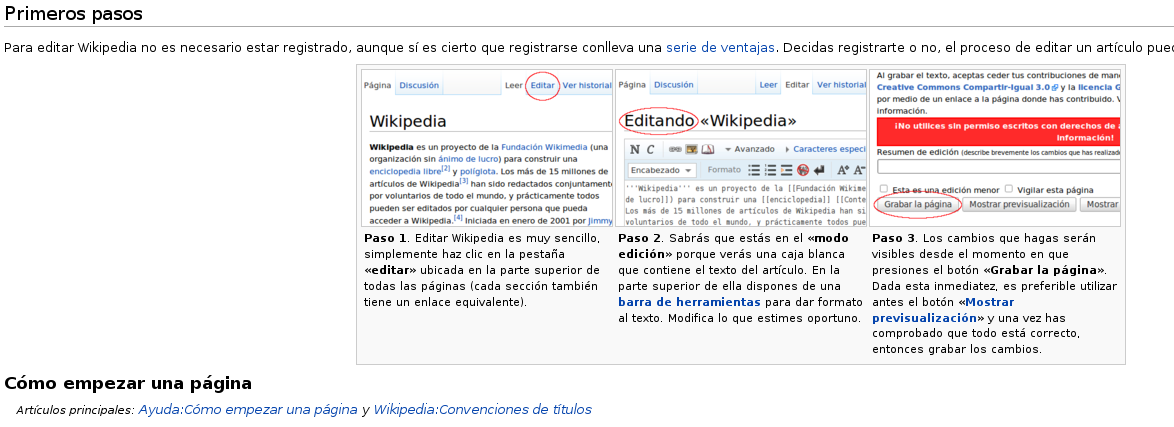 Primeros pasos
Para editar Wikipedia no es necesario estar registrado, aunque sí es cierto que registrarse conlleva una serie de ventajas. Decidas registrarte o no, el proceso de editar un artículo
Página Discusión Leer Editar Ver historial
Wikipedia
Wikipedia es un proyecto de la Fundación Wikimedia (una
organización sin ánimo de lucro) para construir una
enciclopedia libre[2] y políglota. Los más de 15 millones de
artículos de Wikipedia[3] han sido redactados conjuntamente
por voluntarios de todo el mundo, y prácticamente todos
pueden ser editados por cualquier persona que pueda
acceder a Wikipedia.[4] Iniciada en enero de 2001 por Jimmy
Paso 1. Editar Wikipedia es muy sencillo,
simplemente haz clic en la pestaña
«editar» ubicada en la parte superior de
todas las páginas (cada sección también
tiene un enlace equivalente).
Página Discusión Leer Editar Ver historial
Editando «Wikipedia»
N C Avanzado Caracteres especi
Encabezado Formato A A
'''Wikipedia''' es un proyecto de la [[Fundación Wikime
de lucro]]) para construir una [[enciclopedia]] [[Conte
Los más de 15 millones de artículos de Wikipedia han si
voluntarios de todo el mundo, y prácticamente todos pue
Paso 2. Sabrás que estás en el «modo
edición» porque verás una caja blanca
que contiene el texto del artículo. En la
parte superior de ella dispones de una
barra de herramientas para dar formato
al texto. Modifica lo que estimes oportuno.
Al grabar el texto, aceptas ceder tus contribuciones de
Creative Commons Compartir-Igual 3.0 y la licencia G
por medio de un enlace a la página donde has contribuido. V
información.
¡No utilices sin permiso escritos con derechos de
información!
Resumen de edición (describe brevemente los cambios que has
Esta es una edición menor Vigilar esta página
Grabar la página Mostrar previsualización Mostrar
Paso 3. Los cambios que hagas serán
visibles desde el momento en que
presiones el botón «Grabar la página».
Dada esta inmediatez, es preferible utilizar
antes el botón «Mostrar
previsualización» y una vez has
comprobado que todo está correcto,
entonces grabar los cambios.
Cómo empezar una página
Artículos principales: Ayuda:Cómo empezar una página y Wikipedia:Convenciones de títulos